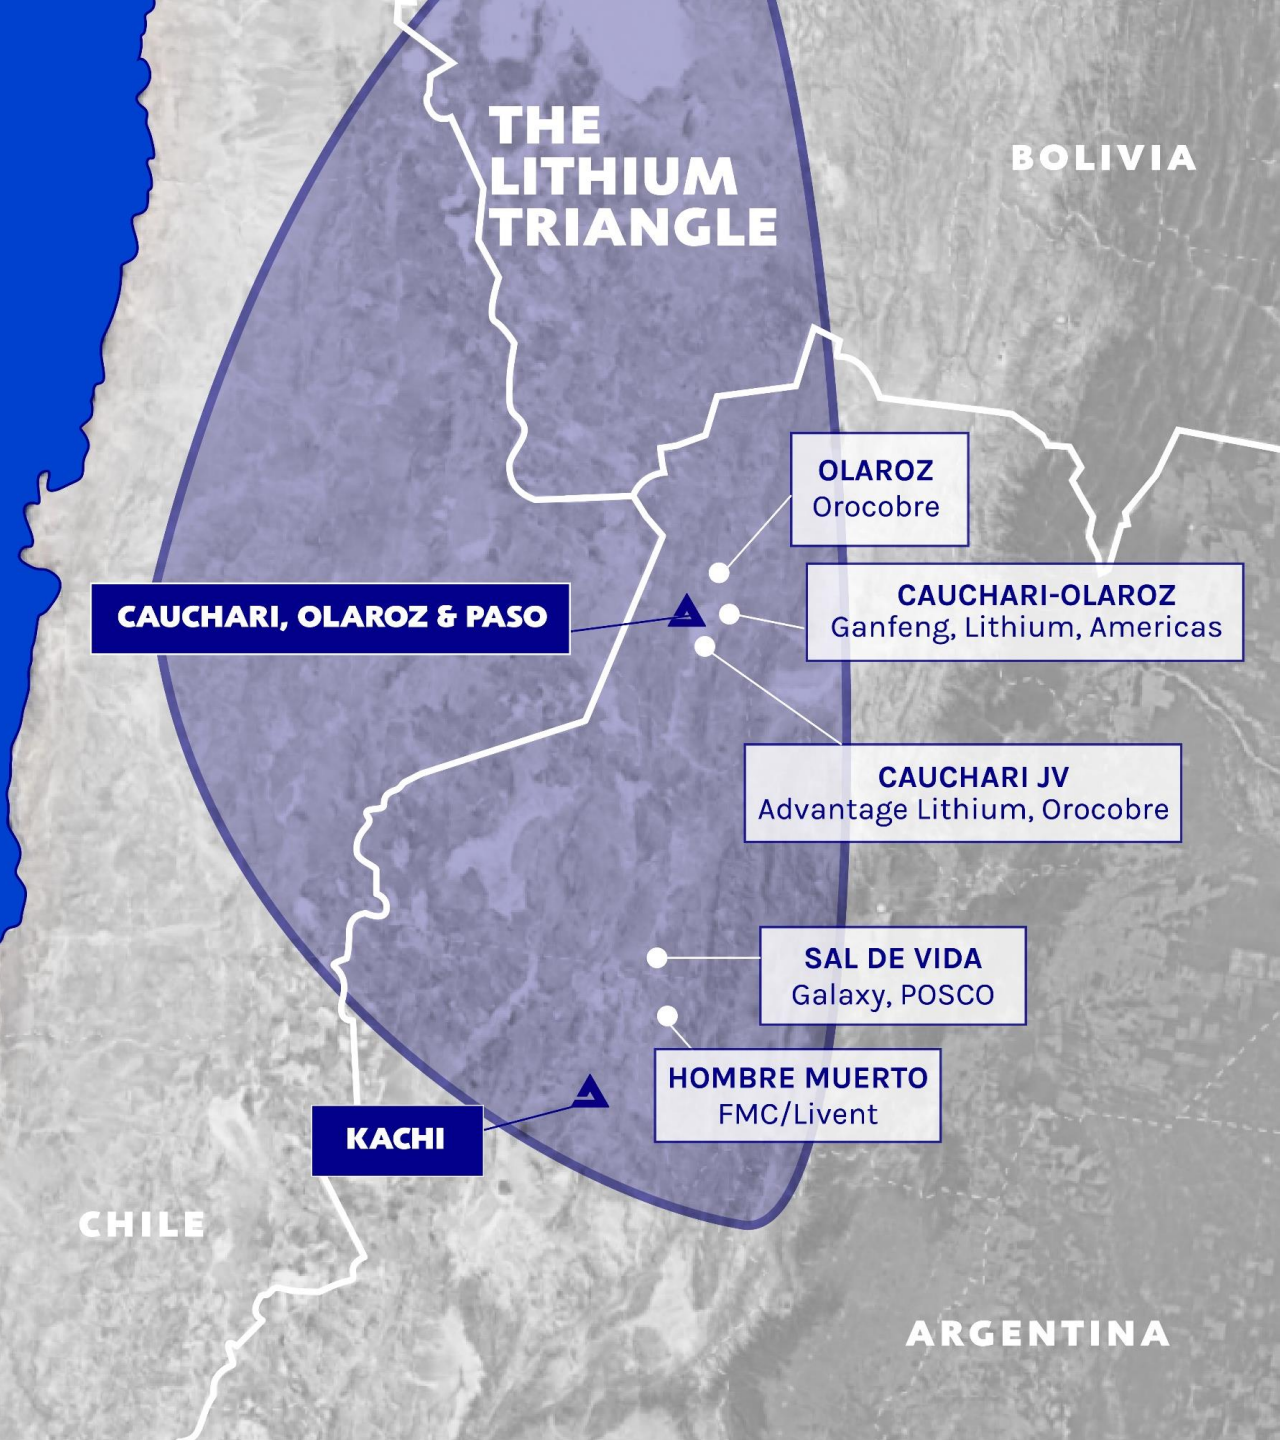 THE
LITHIUM
TRIANGLE
BOLIVIA
OLAROZ
Orocobre
CAUCHARI, OLAROZ & PASO
CAUCHARI-OLAROZ
Ganfeng, Lithium, Americas
CAUCHARI JV
Advantage Lithium, Orocobre
SAL DE VIDA
Galaxy, POSCO
HOMBRE MUERTO
FMC/Livent
KACHI
CHILE
ARGENTINA